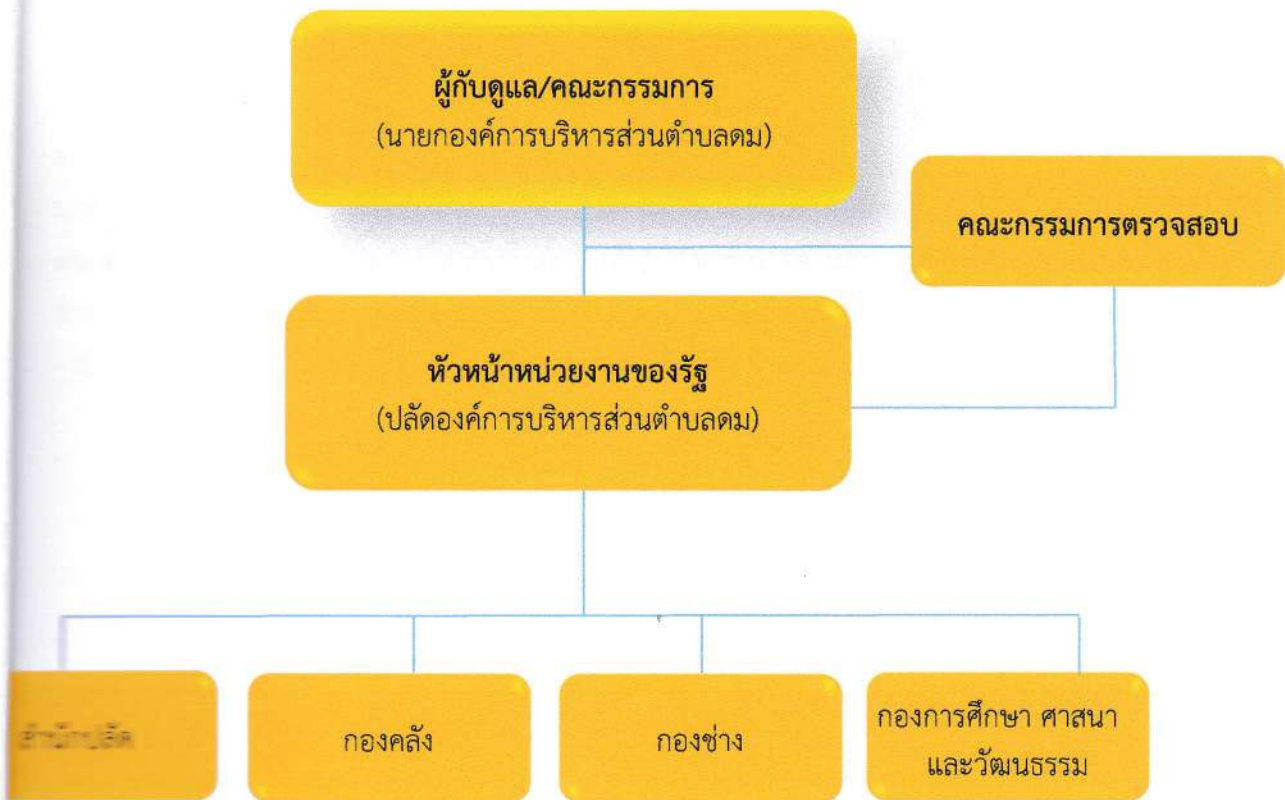 ผู้กับดูแล/คณะกรรมการ
(นายกองค์การบริหารส่วนตำบลดม)
คณะกรรมการตรวจสอบ
หัวหน้าหน่วยงานของรัฐ
(ปลัดองค์การบริหารส่วนตำบลดม)
สำนักปลัด
กองคลัง
กองช่าง
กองการศึกษา ศาสนา
และวัฒนธรรม